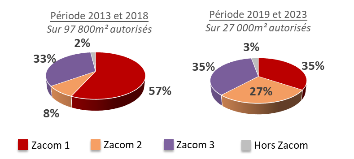 Période 2013 et 2018
Sur 97 800m² autorisés
2%
33%
8%
57%
Période 2019 et 2023
Sur 27 000m² autorisés
3%
35%
35%
27%
Zacom 1
Zacom 2
Zacom 3
Hors Zacom